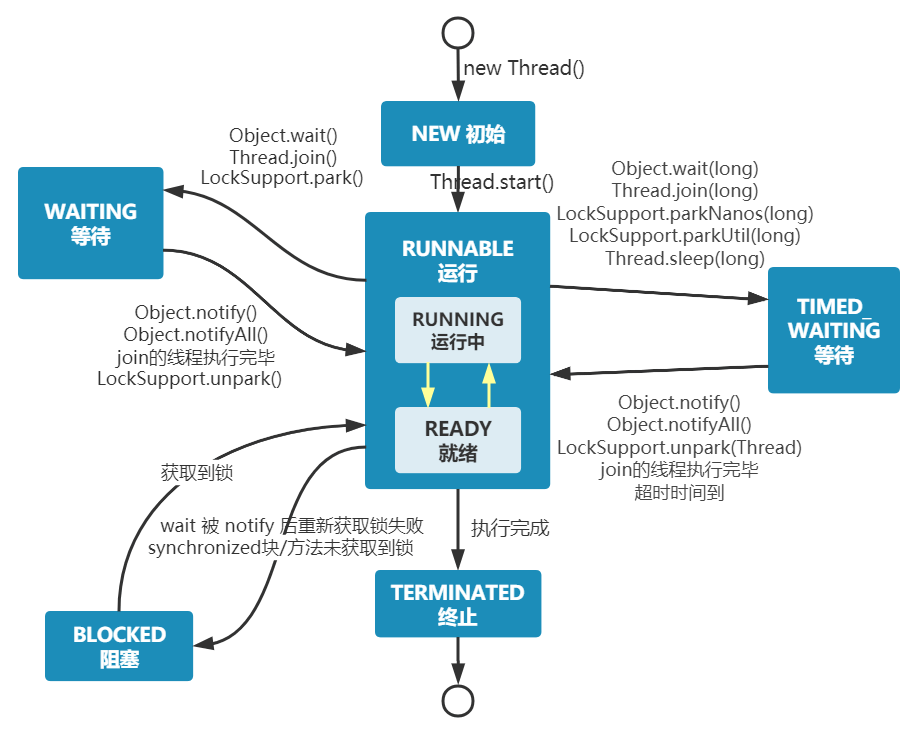 new Thread()
NEW 初始
Object.wait()
Thread.join()
LockSupport.park()
Thread.start()
Object.wait(long)
Thread.join(long)
LockSupport.parkNanos(long)
LockSupport.parkUtil(long)
Thread.sleep(long)
WAITING
等待
RUNNABLE
运行
RUNNING
运行中
READY
就绪
TIMED_
WAITING
等待
Object.notify()
Object.notifyAll()
join的线程执行完毕
LockSupport.unpark()
Object.notify()
Object.notifyAll()
LockSupport.unpark(Thread)
join的线程执行完毕
超时时间到
获取到锁
wait 被 notify 后重新获取锁失败
synchronized块/方法未获取到锁
执行完成
TERMINATED
终止
BLOCKED
阻塞